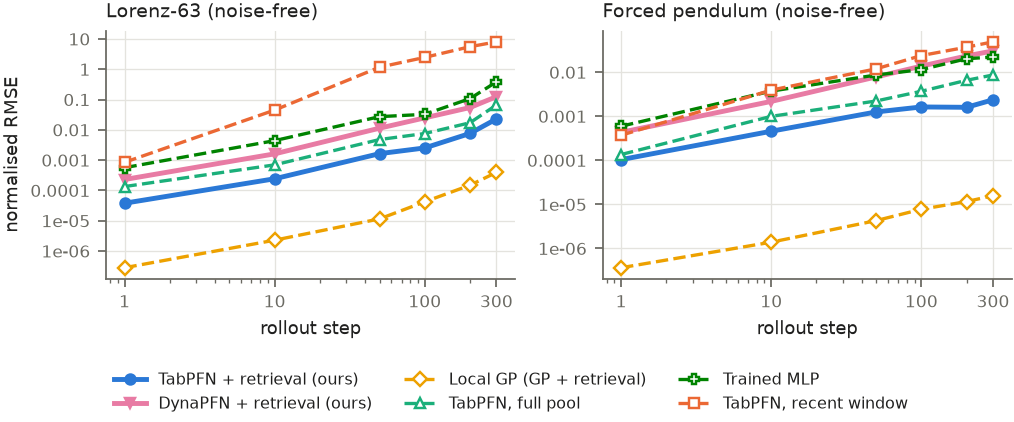 Lorenz-63 (noise-free)
Forced pendulum (noise-free)
normalised RMSE
10
1
0.1
0.01
0.001
0.0001
1e-05
1e-06
1
10
100
300
rollout step
0.01
0.001
0.0001
1e-05
1e-06
1
10
100
300
rollout step
TabPFN + retrieval (ours)
Local GP (GP + retrieval)
Trained MLP
DynaPFN + retrieval (ours)
TabPFN, full pool
TabPFN, recent window